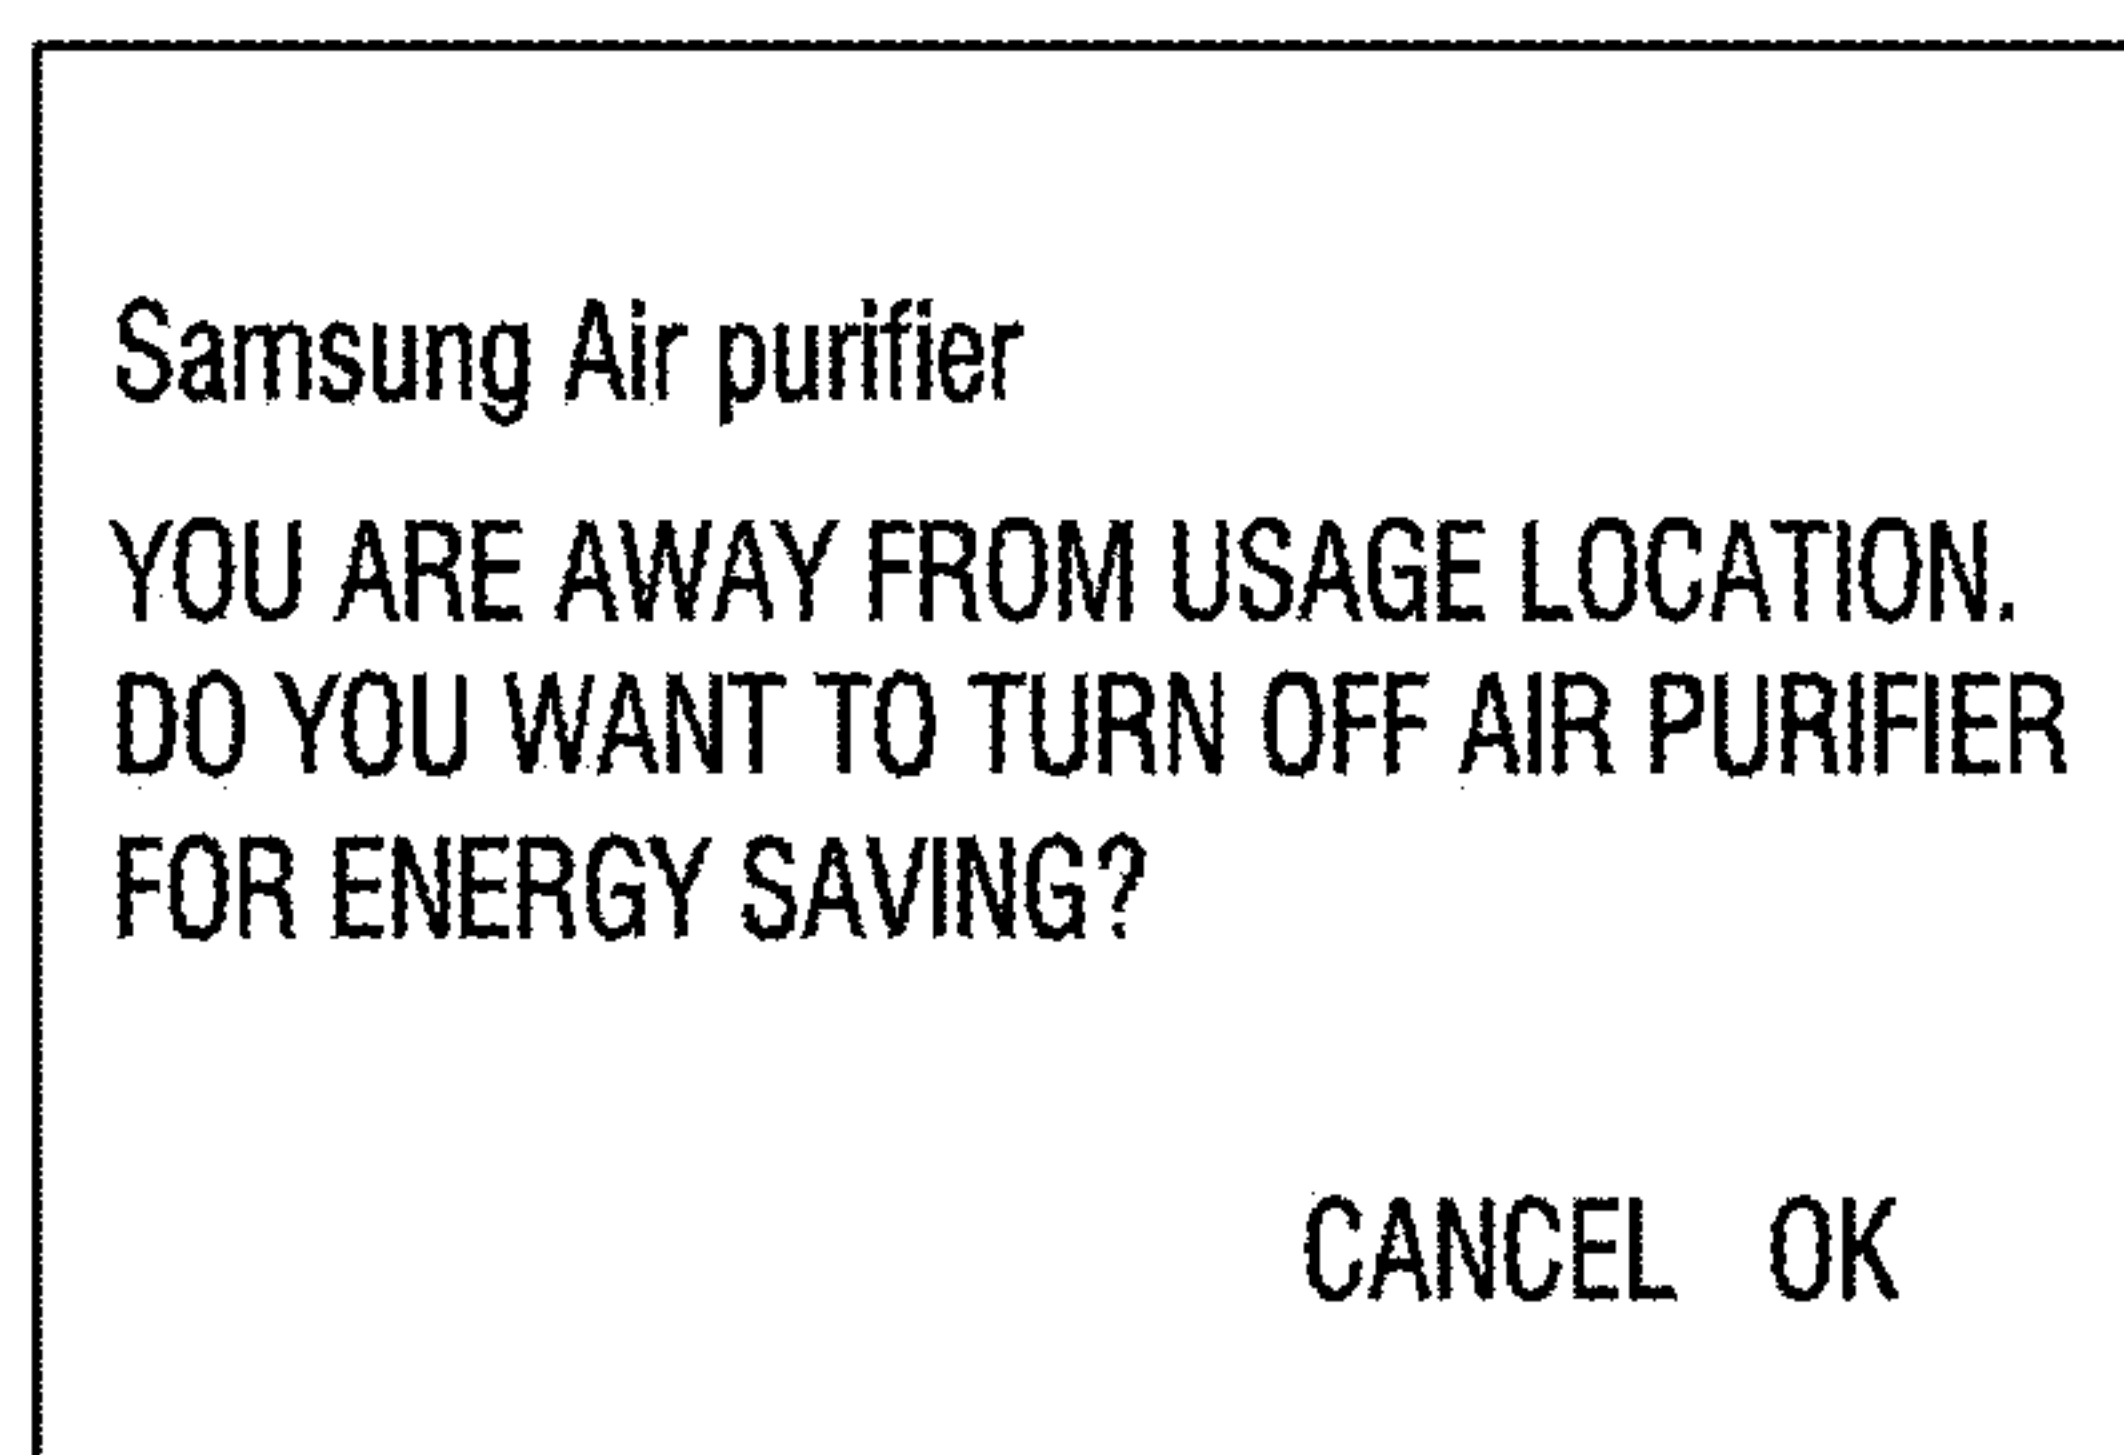 Samsung Air purifier
YOU ARE AWAY FROM USAGE LOCATION.
DO YOU WANT TO TURN OFF AIR PURIFIER
FOR ENERGY SAVING?
CANCEL OK